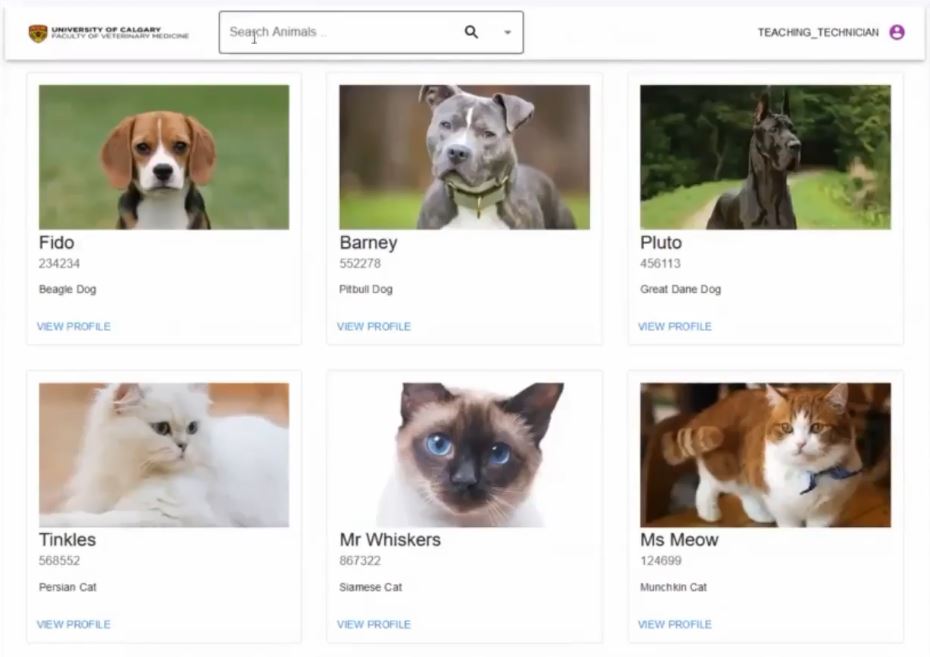 UNIVERSITY OF CALGARY
FACULTY OF VETERINARY MEDICINE
Search Animals ..
TEACHING_TECHNICIAN
Fido
234234
Beagle Dog
VIEW PROFILE
Barney
552278
Pitbull Dog
VIEW PROFILE
Pluto
456113
Great Dane Dog
VIEW PROFILE
Tinkles
568552
Persian Cat
VIEW PROFILE
Mr Whiskers
867322
Siamese Cat
VIEW PROFILE
Ms Meow
124699
Munchkin Cat
VIEW PROFILE